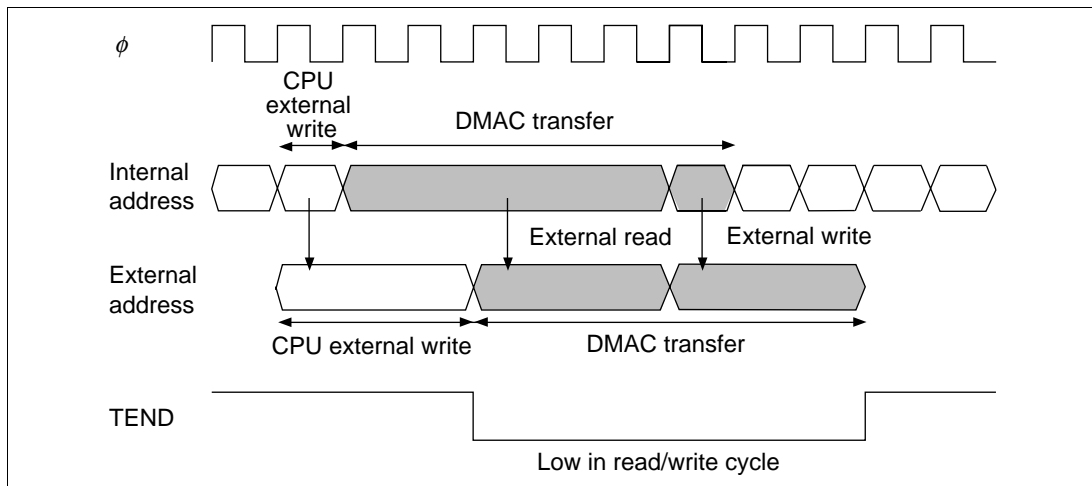 ϕ
CPU
external
write
DMAC transfer
Internal
address
External read
External write
External
address
CPU external write
DMAC transfer
TEND
Low in read/write cycle